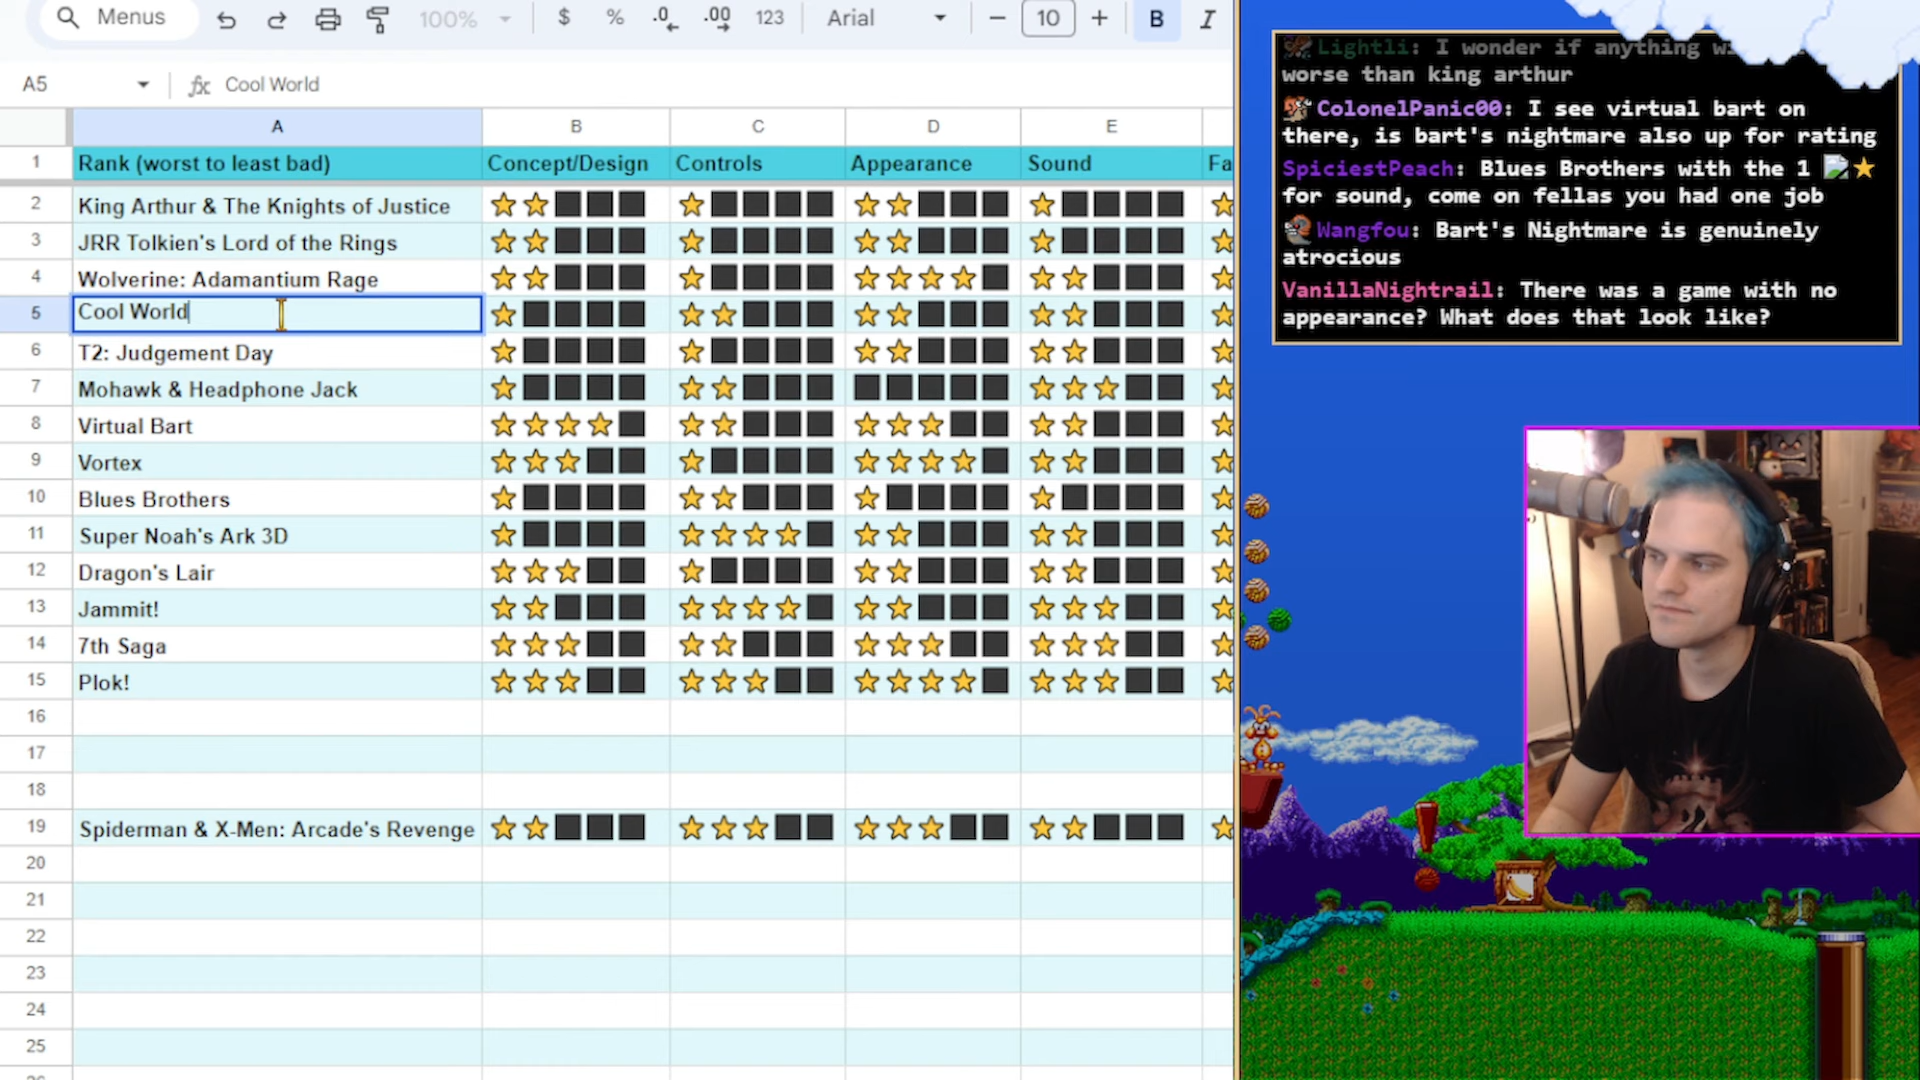 Menus 100% $ % .0 .00 123 Arial 10 B I
A5 fx Cool World
A B C D E
1 Rank (worst to least bad) Concept/Design Controls Appearance Sound Fa
2 King Arthur & The Knights of Justice
3 JRR Tolkien's Lord of the Rings
4 Wolverine: Adamantium Rage
5 Cool World
6 T2: Judgement Day
7 Mohawk & Headphone Jack
8 Virtual Bart
9 Vortex
10 Blues Brothers
11 Super Noah's Ark 3D
12 Dragon's Lair
13 Jammit!
14 7th Saga
15 Plok!
16
17
18
19 Spiderman & X-Men: Arcade's Revenge
20
21
22
23
24
25
Lightli: I wonder if anything
worse than king arthur
ColonelPanic00: I see virtual bart on
there, is bart's nightmare also up for rating
SpiciestPeach: Blues Brothers with the 1
for sound, come on fellas you had one job
Wangfou: Bart's Nightmare is genuinely
atrocious
VanillaNightrail: There was a game with no
appearance? What does that look like?